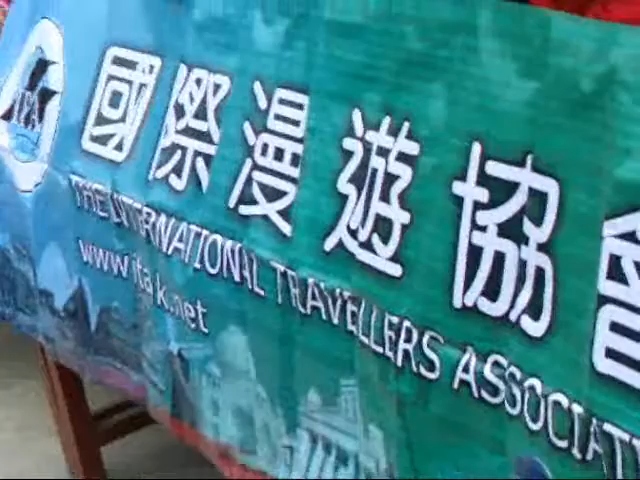 國際漫遊協會
THE INTERNATIONAL TRAVELLERS ASSOCIATI
www.itak.net